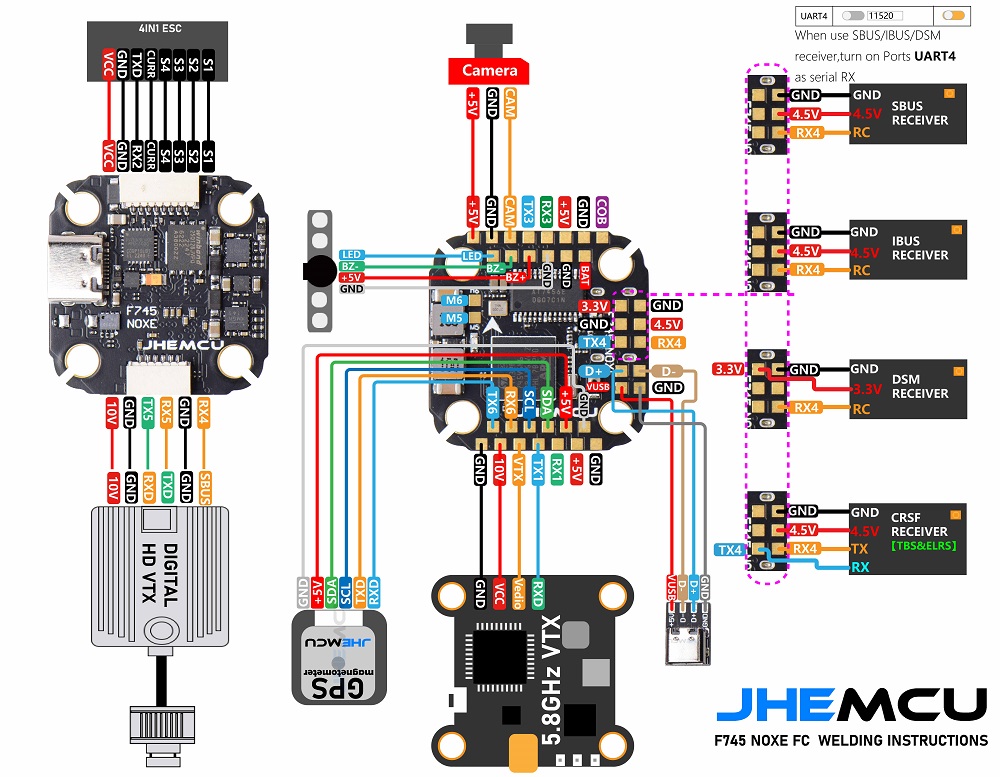 4IN1 ESC
VCC GND TXD CURR S4 S3 S2 S1
VCC GND RX2 CURR S4 S3 S2 S1
F745
NOXE
JHEMCU
10V GND TX5 RX5 GND RX4
10V GND RXD TXD GND SBUS
DIGITAL
HD VTX
Camera
+5V GND CAM
+5V GND CAM TX3 RX3 +5V GND COB
LED
BZ-
+5V
GND
LED
BZ-
BZ+
GND GND BAT
M6
M5
3.3V GND
GND 4.5V
TX4 RX4
D+ D-
VUSB GND
TX6 RX6 SCL SDA +5V GND
GND 10V VTX TX1 RX1 +5V GND
GND +5V SDA SCL TXD RXD
JHEMCU
magnetometer
GPS
GND VCC Vedio RXD
5.8GHz VTX
VUSB D- D+ GND
+5V D- D+ GND
UART4 11520
When use SBUS/IBUS/DSM
receiver,turn on Ports UART4
as serial RX
GND GND
4.5V 4.5V
RX4 RC
SBUS
RECEIVER
GND GND
4.5V 4.5V
RX4 RC
IBUS
RECEIVER
3.3V GND GND
3.3V
RX4 RC
DSM
RECEIVER
GND GND
4.5V 4.5V
TX4 RX4 TX
RX
CRSF
RECEIVER
[TBS&ELRS]
JHEMCU
F745 NOXE FC WELDING INSTRUCTIONS